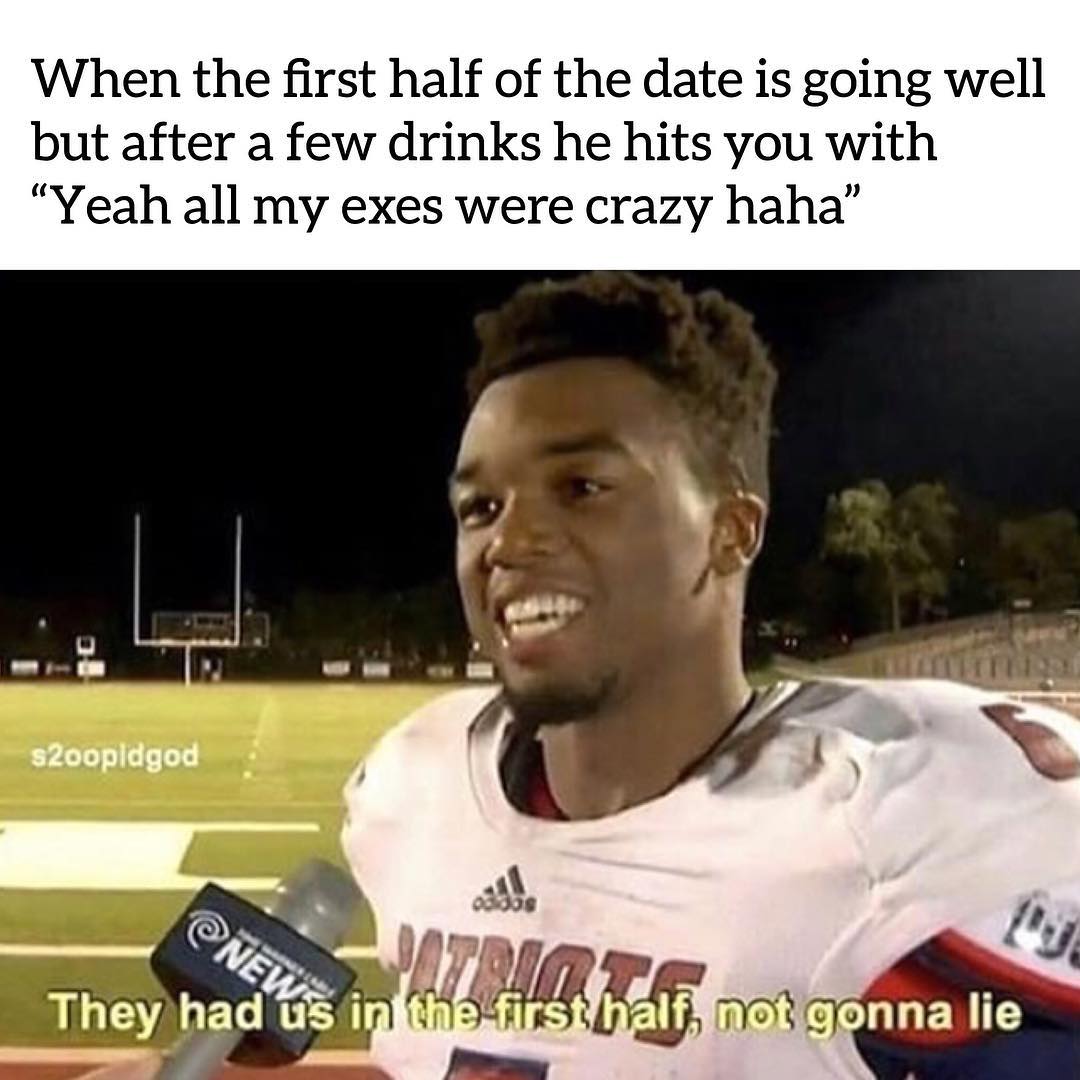 When the first half of the date is going well
but after a few drinks he hits you with
“Yeah all my exes were crazy haha”
s2oopidgod
adidas
PATRIOTS
NEWS
They had us in the first half, not gonna lie